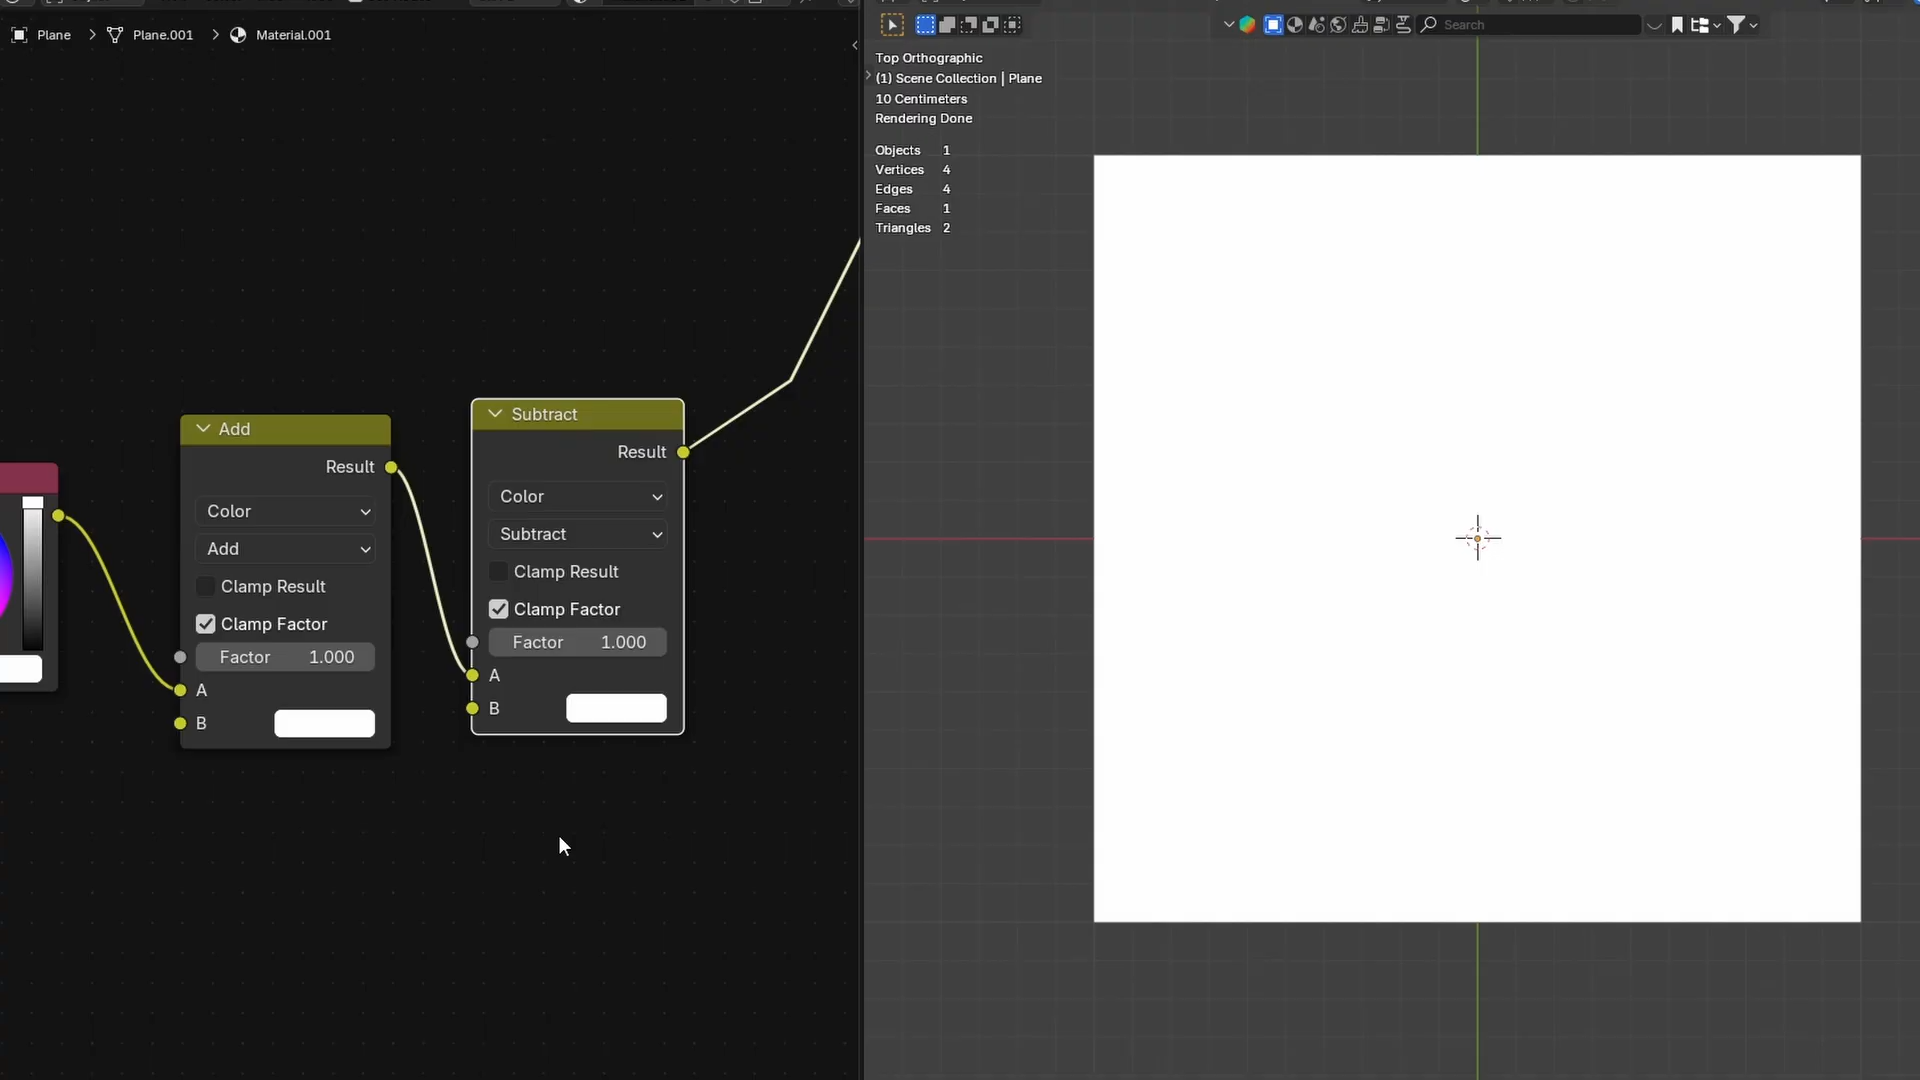 Plane > Plane.001 > Material.001
Add
Result
Color
Add
Clamp Result
Clamp Factor
Factor 1.000
A
B
Subtract
Result
Color
Subtract
Clamp Result
Clamp Factor
Factor 1.000
A
B
Search
Top Orthographic
(1) Scene Collection | Plane
10 Centimeters
Rendering Done
Objects 1
Vertices 4
Edges 4
Faces 1
Triangles 2